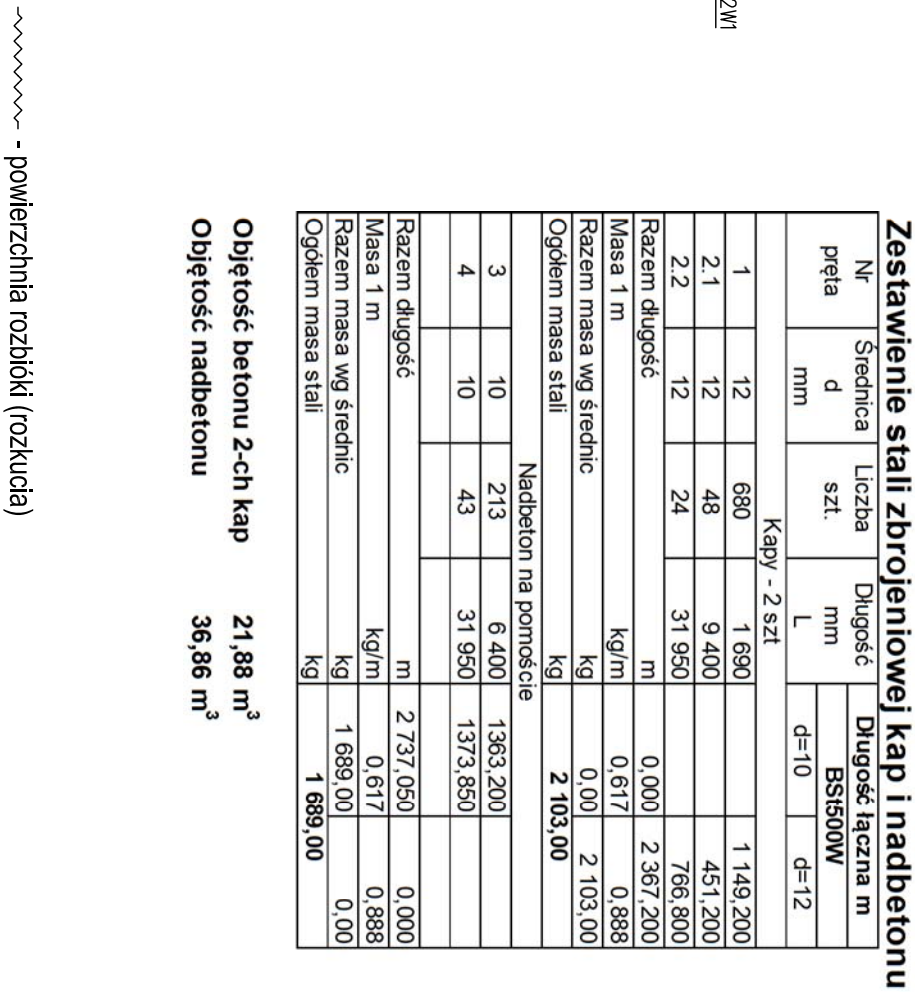 2W1
Zestawienie stali zbrojeniowej kap i nadbetonu
Nr pręta Średnica d mm Liczba szt. Długość mm L Długość łączna m BSt500W d=10 d=12
Kapy - 2 szt
1 12 680 1 690 1 149,200
2.1 12 48 9 400 451,200
2.2 12 24 31 950 766,800
Razem długość m 0,000 2 367,200
Masa 1 m kg/m 0,617 0,888
Razem masa wg średnic kg 0,00 2 103,00
Ogółem masa stali kg 2 103,00
Nadbeton na pomoście
3 10 213 6 400 1363,200
4 10 43 31 950 1373,850
Razem długość m 2 737,050 0,000
Masa 1 m kg/m 0,617 0,888
Razem masa wg średnic kg 1 689,00 0,00
Ogółem masa stali kg 1 689,00
Objętość betonu 2-ch kap 21,88 m³
Objętość nadbetonu 36,86 m³
- powierzchnia rozbióki (rozkucia)